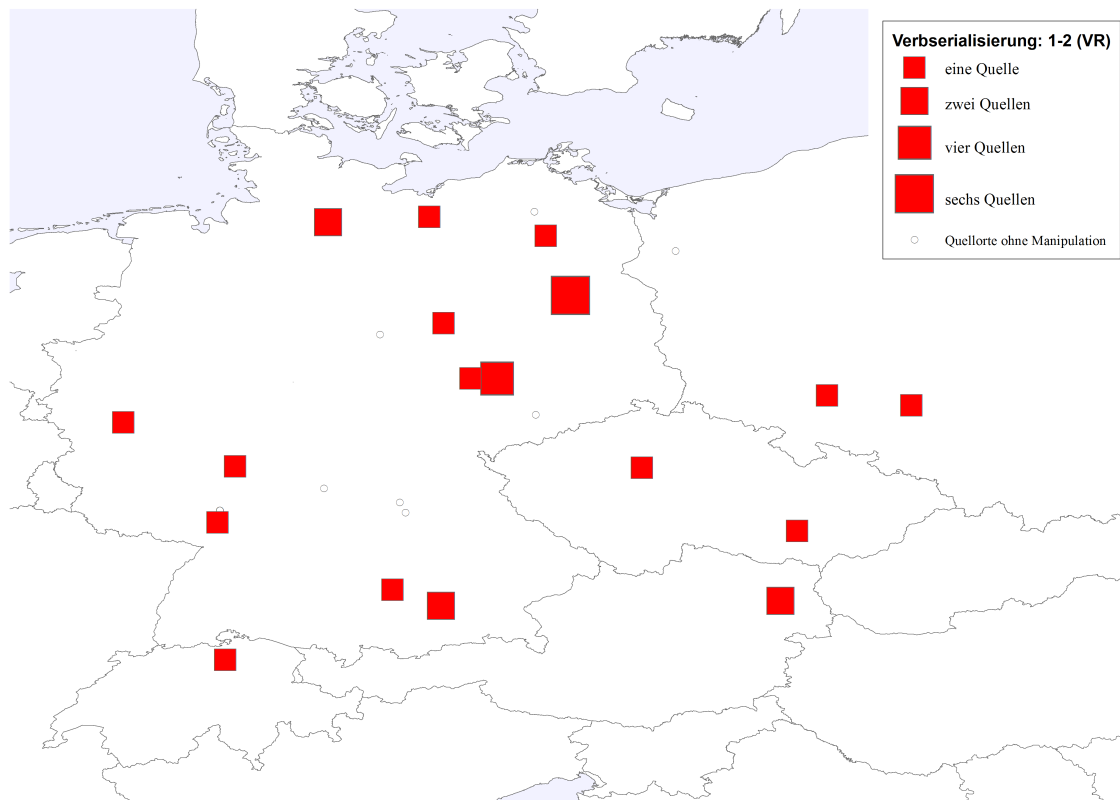 Verbserialisierung: 1-2 (VR)
eine Quelle
zwei Quellen
vier Quellen
sechs Quellen
Quellorte ohne Manipulation